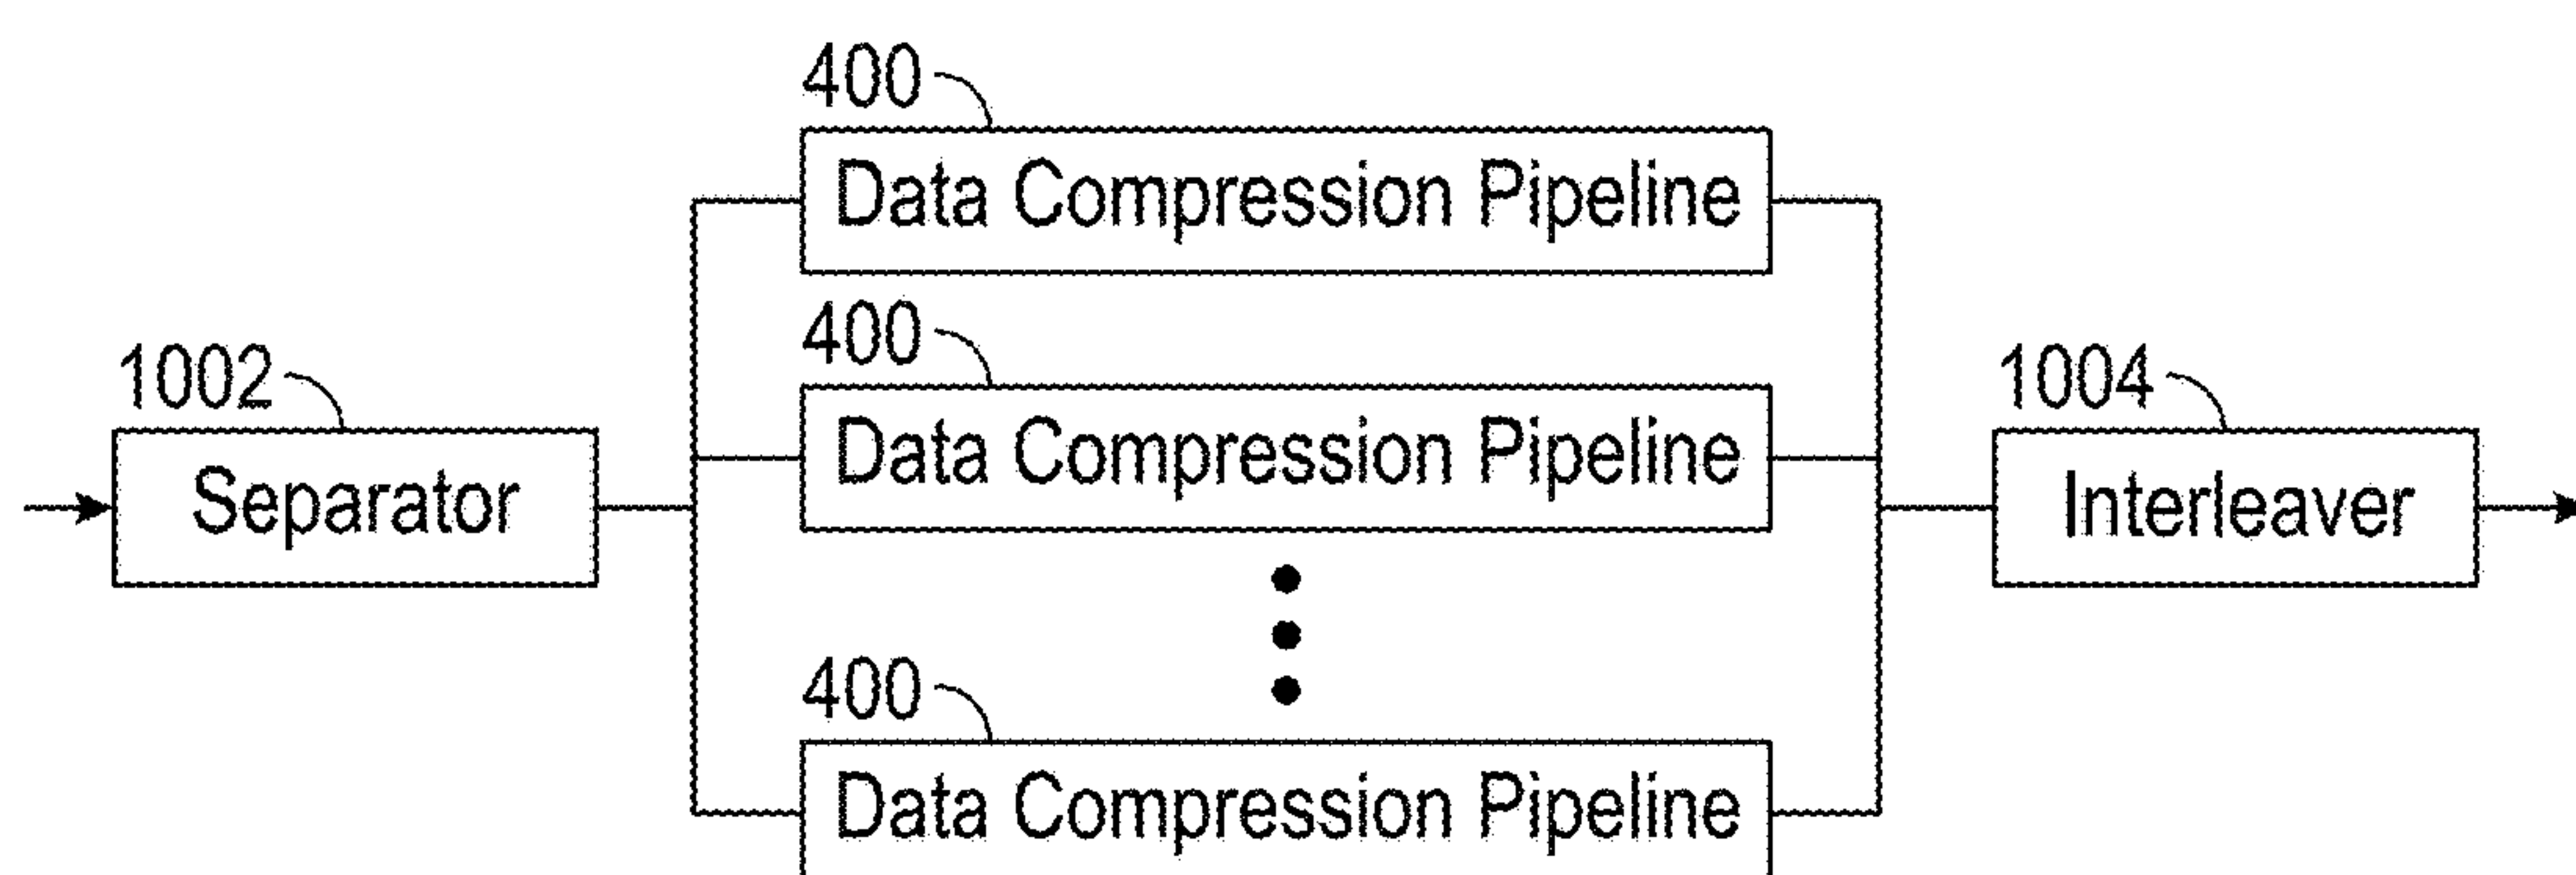 400
Data Compression Pipeline
400
Data Compression Pipeline
1002
Separator
1004
Interleaver
400
Data Compression Pipeline